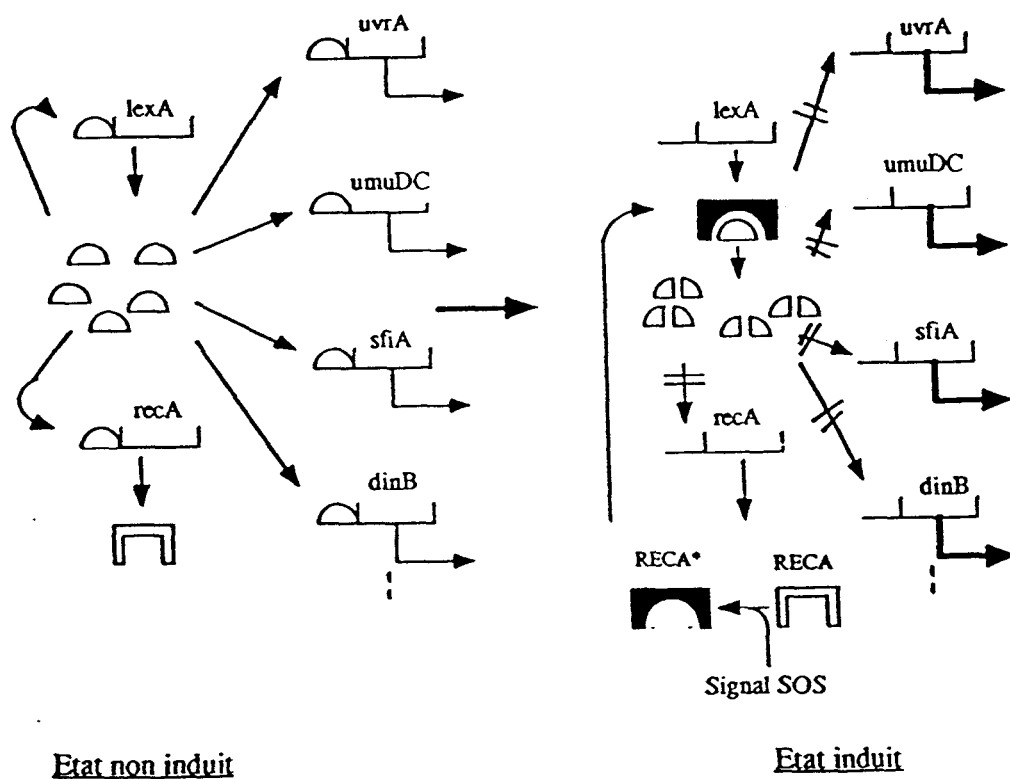 uvrA
lexA
umuDC
sfiA
recA
dinB
Etat non induit
uvrA
lexA
umuDC
sfiA
recA
dinB
RECA*
RECA
Signal SOS
Etat induit